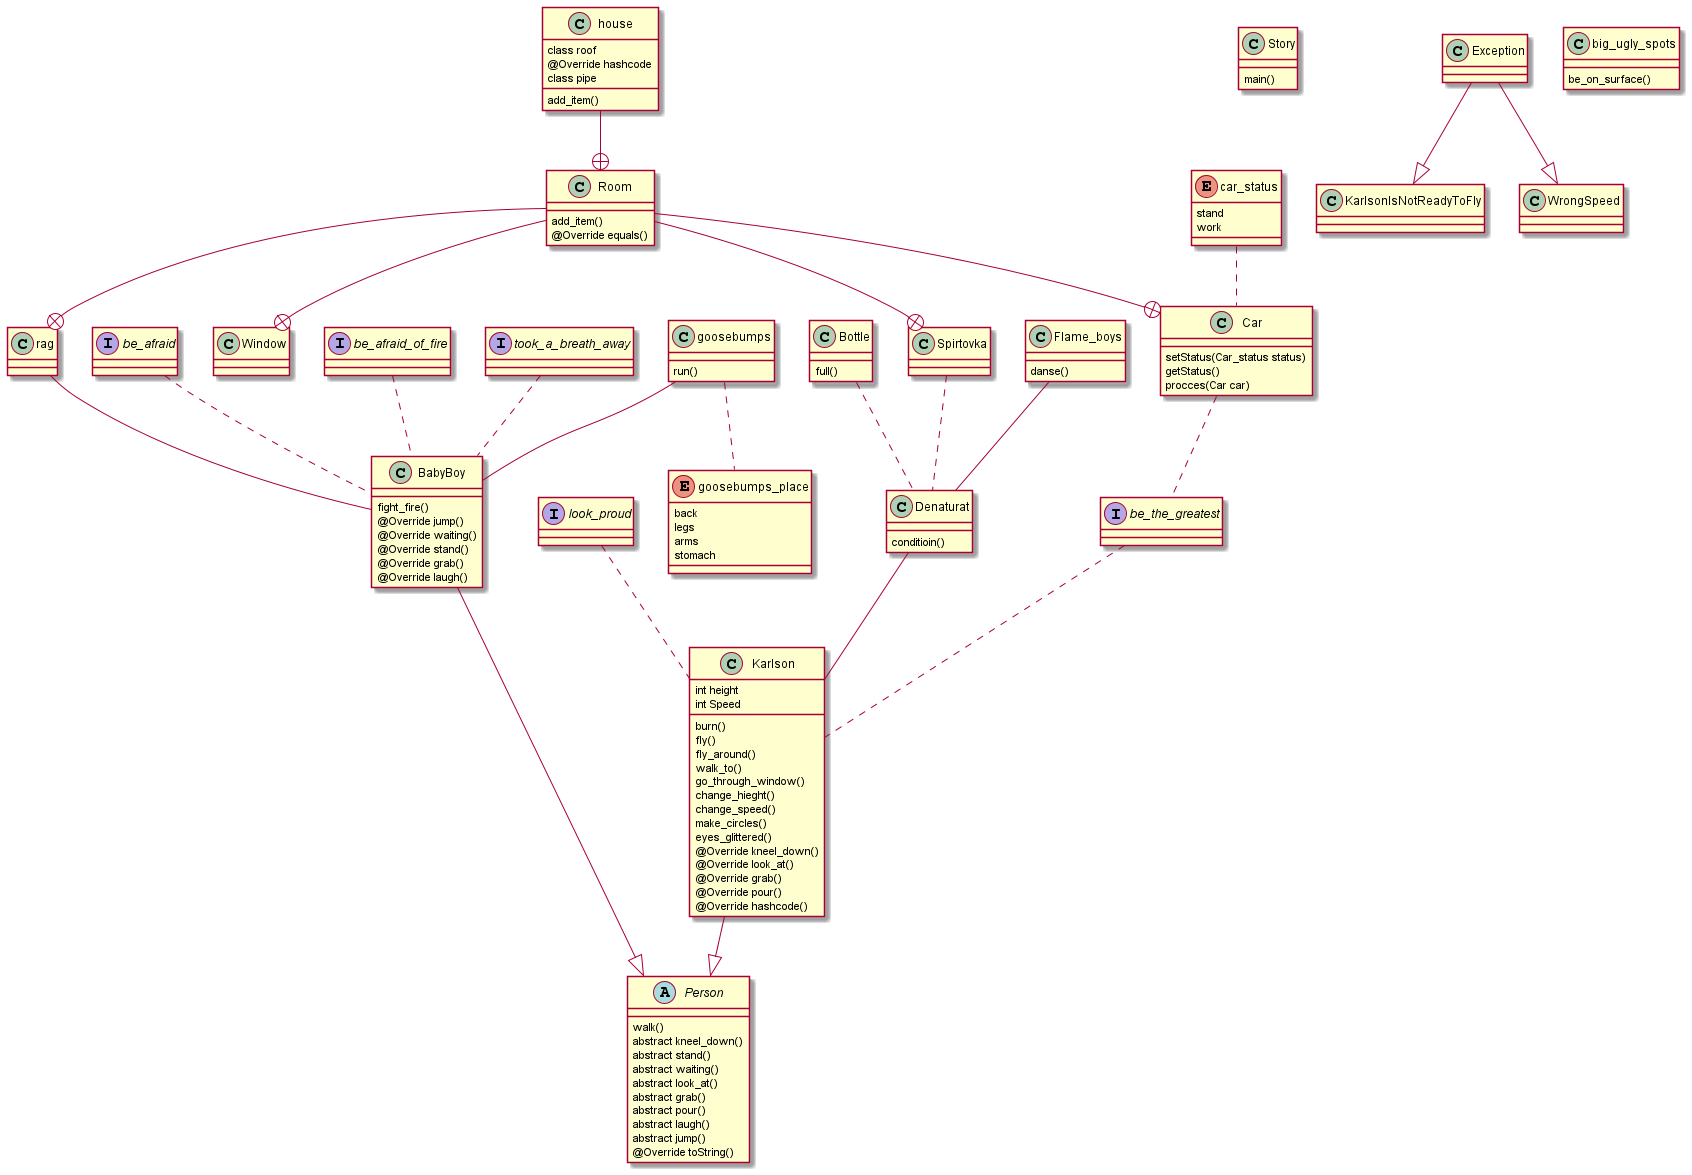 C house
class roof
@Override hashcode
class pipe
add_item()
C Story
main()
C Exception
C big_ugly_spots
be_on_surface()
C Room
add_item()
@Override equals()
E car_status
stand
work
C KarlsonIsNotReadyToFly
C WrongSpeed
C rag
I be_afraid
C Window
I be_afraid_of_fire
I took_a_breath_away
C goosebumps
run()
C Bottle
full()
C Spirtovka
C Flame_boys
danse()
C Car
setStatus(Car_status status)
getStatus()
procces(Car car)
C BabyBoy
fight_fire()
@Override jump()
@Override waiting()
@Override stand()
@Override grab()
@Override laugh()
I look_proud
E goosebumps_place
back
legs
arms
stomach
C Denaturat
conditioin()
I be_the_greatest
C Karlson
int height
int Speed
burn()
fly()
fly_around()
walk_to()
go_through_window()
change_hieght()
change_speed()
make_circles()
eyes_glittered()
@Override kneel_down()
@Override look_at()
@Override grab()
@Override pour()
@Override hashcode()
A Person
walk()
abstract kneel_down()
abstract stand()
abstract waiting()
abstract look_at()
abstract grab()
abstract pour()
abstract laugh()
abstract jump()
@Override toString()